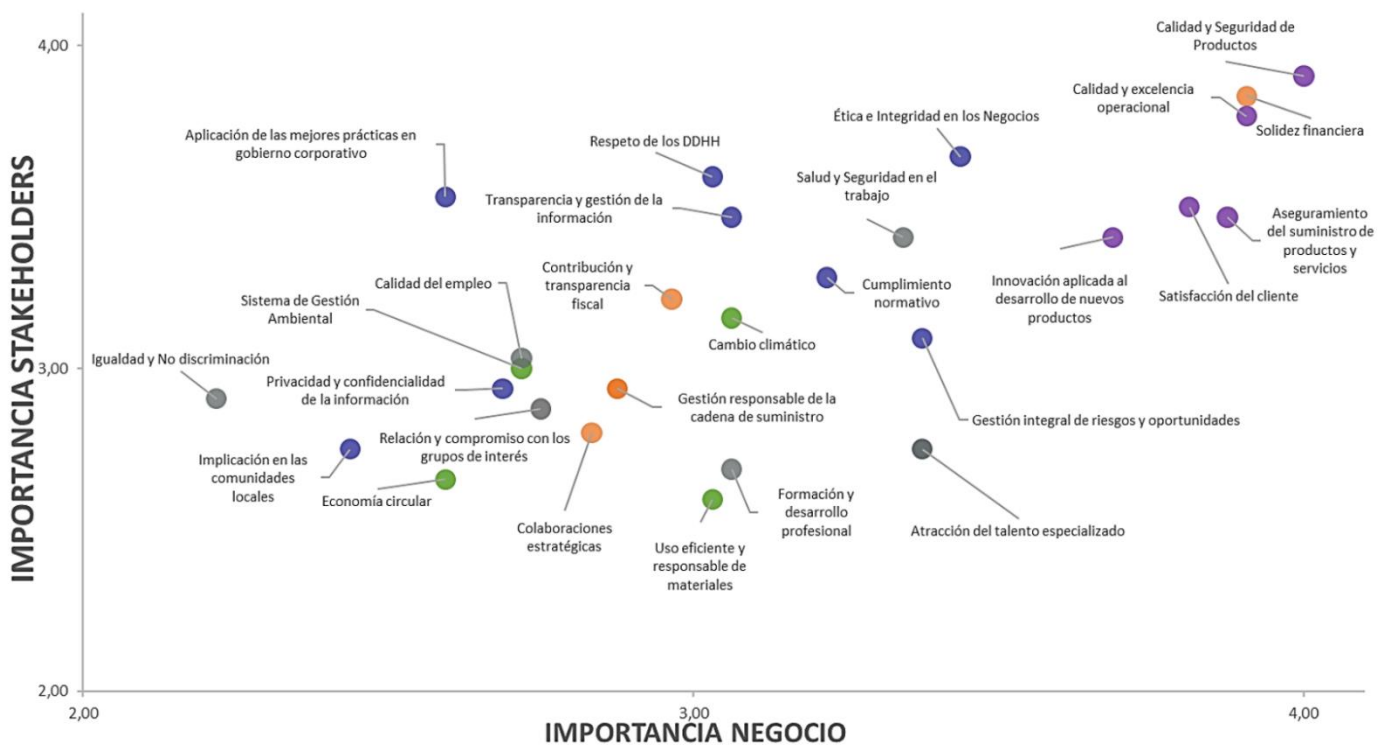 Calidad y Seguridad de
Productos
4,00
Calidad y excelencia
operacional
Solidez financiera
Ética e Integridad en los Negocios
Aplicación de las mejores prácticas en
gobierno corporativo
Respeto de los DDHH
Salud y Seguridad en el
trabajo
Transparencia y gestión de la
información
Aseguramiento
del suministro de
productos y
servicios
Contribución y
transparencia
fiscal
Calidad del empleo
Cumplimiento
normativo
Innovación aplicada al
desarrollo de nuevos
productos
Satisfacción del cliente
Sistema de Gestión
Ambiental
Cambio climático
Igualdad y No discriminación
3,00
Privacidad y confidencialidad
de la información
Gestión responsable de la
cadena de suministro
Gestión integral de riesgos y oportunidades
Relación y compromiso con los
grupos de interés
Implicación en las
comunidades
locales
Economía circular
Formación y
desarrollo
profesional
Colaboraciones
estratégicas
Atracción del talento especializado
Uso eficiente y
responsable de
materiales
IMPORTANCIA STAKEHOLDERS
2,00
2,00
3,00
4,00
IMPORTANCIA NEGOCIO